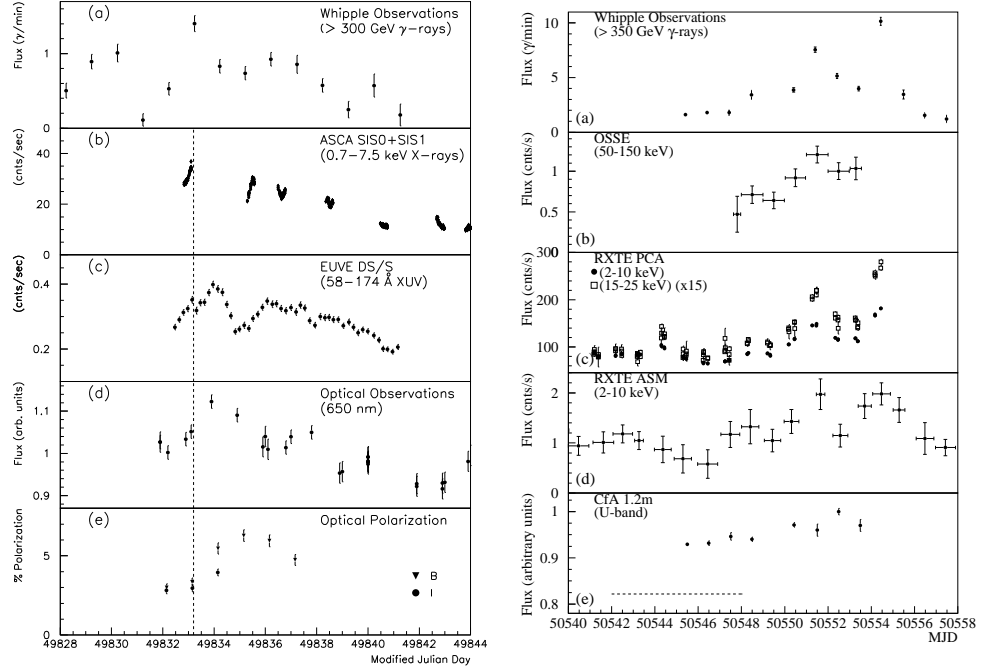 (a)
Whipple Observations
(> 300 GeV γ-rays)
Flux (γ/min)
1
0
(b)
ASCA SIS0+SIS1
(0.7-7.5 keV X-rays)
(cnts/sec)
40
20
0
(c)
EUVE DS/S
(58-174 Å XUV)
(cnts/sec)
0.4
0.2
(d)
Optical Observations
(650 nm)
Flux (arb. units)
1.1
1
0.9
(e)
Optical Polarization
% Polarization
5
0
B
I
49828 49830 49832 49834 49836 49838 49840 49842 49844
Modified Julian Day
Whipple Observations
(> 350 GeV γ-rays)
Flux (γ/min)
10
5
0
(a)
OSSE
(50-150 keV)
Flux (cnts/s)
1
0.5
0
(b)
RXTE PCA
(2-10 keV)
(15-25 keV) (x15)
Flux (cnts/s)
300
200
100
(c)
RXTE ASM
(2-10 keV)
Flux (cnts/s)
2
1
0
(d)
CfA 1.2m
(U-band)
Flux (arbitrary units)
1
0.9
0.8
(e)
50540 50542 50544 50546 50548 50550 50552 50554 50556 50558
MJD